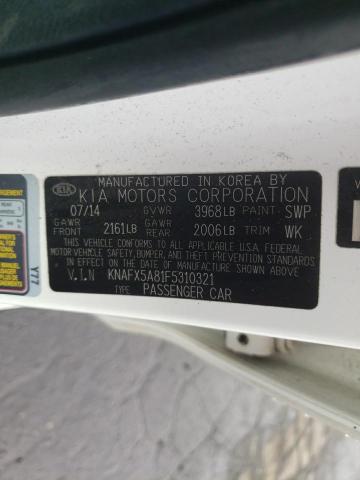 MANUFACTURED IN KOREA BY
KIA KIA MOTORS CORPORATION
07/14 GVWR 3968LB PAINT SWP
GAWR FRONT 2161LB GAWR REAR 2006LB TRIM WK
THIS VEHICLE CONFORMS TO ALL APPLICABLE U.S.A FEDERAL
MOTOR VEHICLE SAFETY, BUMPER, AND THEFT PREVENTION
STANDARDS IN EFFECT ON THE DATE OF MANUFACTURE SHOWN ABOVE.
V.I.N KNAFX5A81F5310321
TYPE PASSENGER CAR
Y77